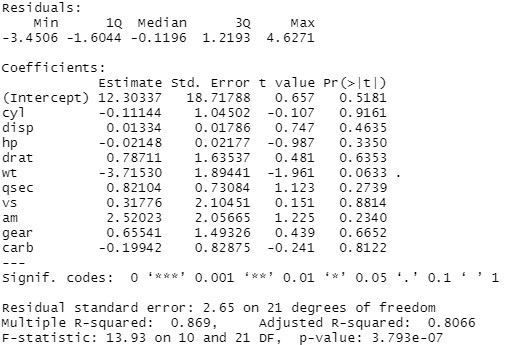 Residuals:
    Min      1Q  Median      3Q     Max
-3.4506 -1.6044 -0.1196  1.2193  4.6271

Coefficients:
            Estimate Std. Error t value Pr(>|t|)
(Intercept) 12.30337   18.71788   0.657   0.5181
cyl         -0.11144    1.04502  -0.107   0.9161
disp         0.01334    0.01786   0.747   0.4635
hp          -0.02148    0.02177  -0.987   0.3350
drat         0.78711    1.63537   0.481   0.6353
wt          -3.71530    1.89441  -1.961   0.0633 .
qsec         0.82104    0.73084   1.123   0.2739
vs           0.31776    2.10451   0.151   0.8814
am           2.52023    2.05665   1.225   0.2340
gear         0.65541    1.49326   0.439   0.6652
carb        -0.19942    0.82875  -0.241   0.8122
---
Signif. codes:  0 ‘***’ 0.001 ‘**’ 0.01 ‘*’ 0.05 ‘.’ 0.1 ‘ ’ 1

Residual standard error: 2.65 on 21 degrees of freedom
Multiple R-squared:  0.869,	Adjusted R-squared:  0.8066
F-statistic: 13.93 on 10 and 21 DF,  p-value: 3.793e-07